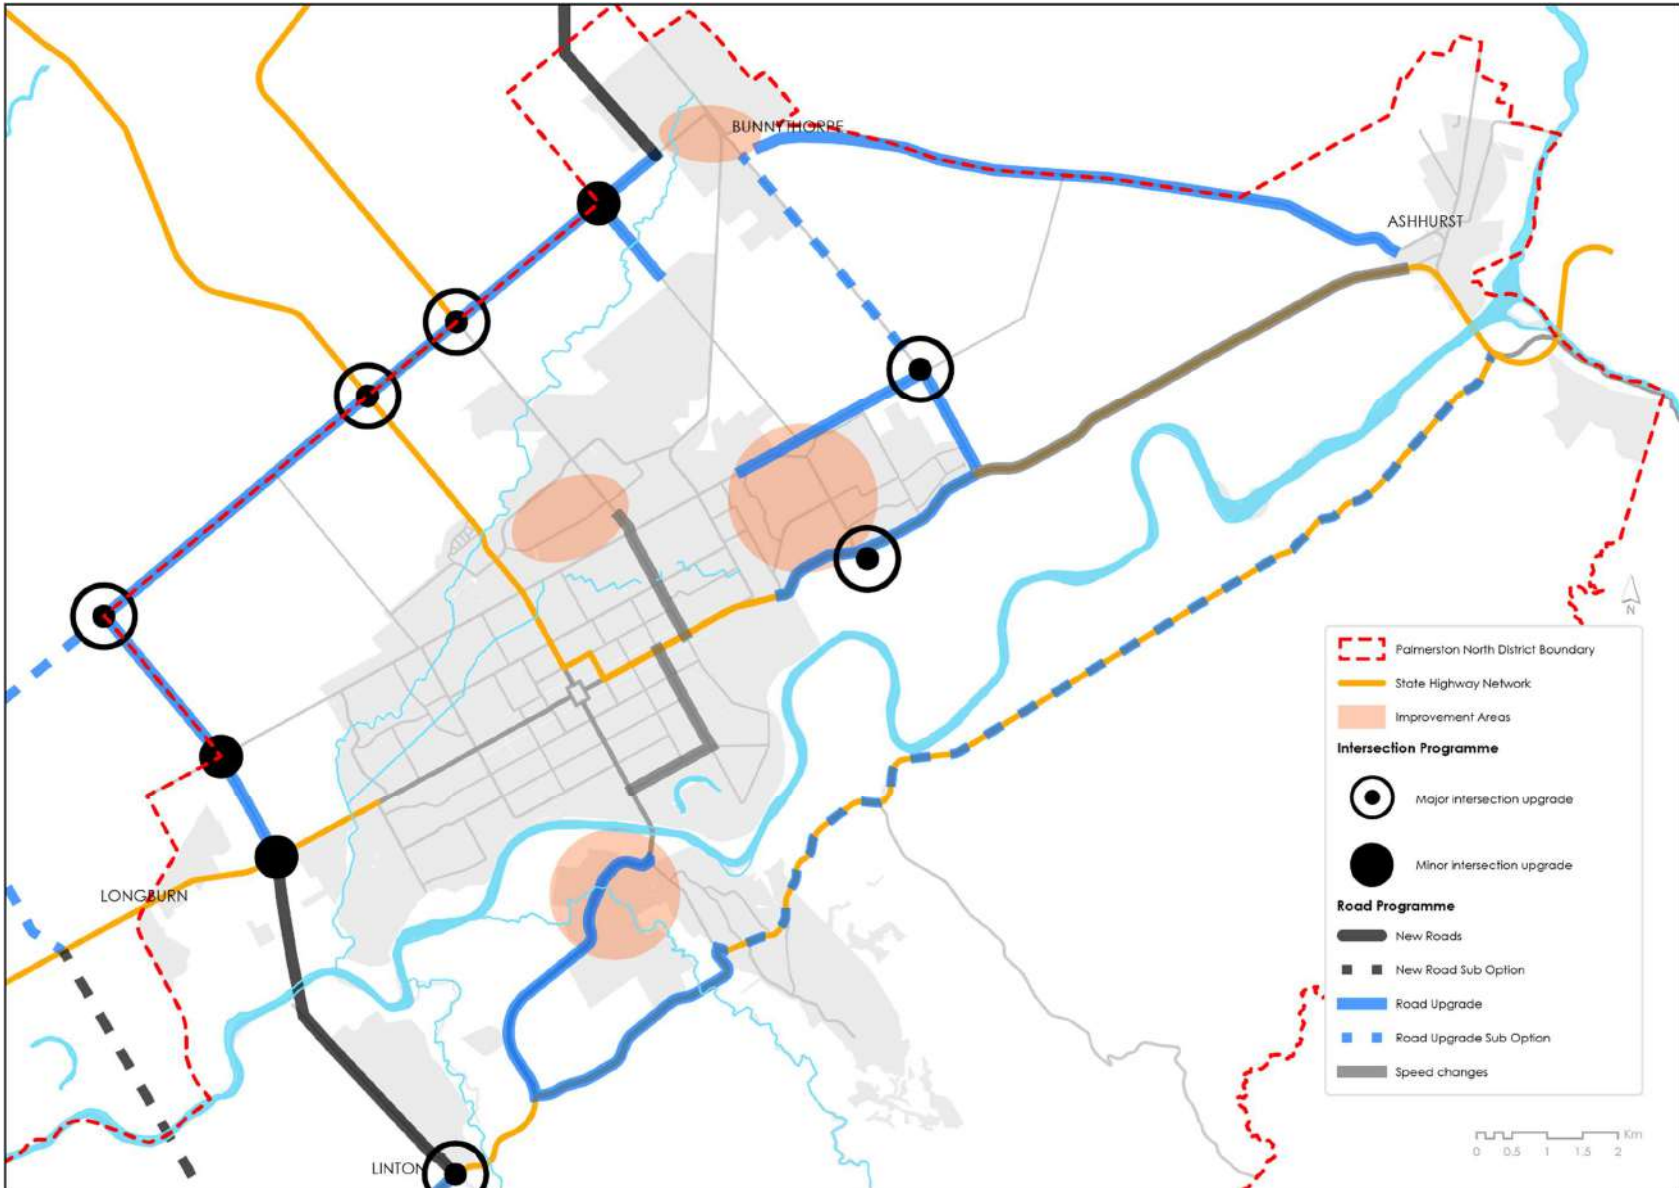 BUNNYTHORPE
ASHHURST
LONGBURN
LINTON
N
Palmerston North District Boundary
State Highway Network
Improvement Areas
Intersection Programme
Major intersection upgrade
Minor intersection upgrade
Road Programme
New Roads
New Road Sub Option
Road Upgrade
Road Upgrade Sub Option
Speed changes
Km
0 0.5 1 1.5 2